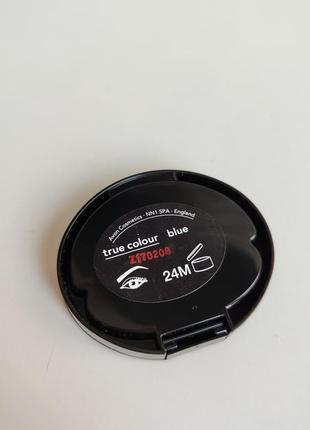 Avon Cosmetics - NN1 5PA - England
true colour blue
Z170208
24M